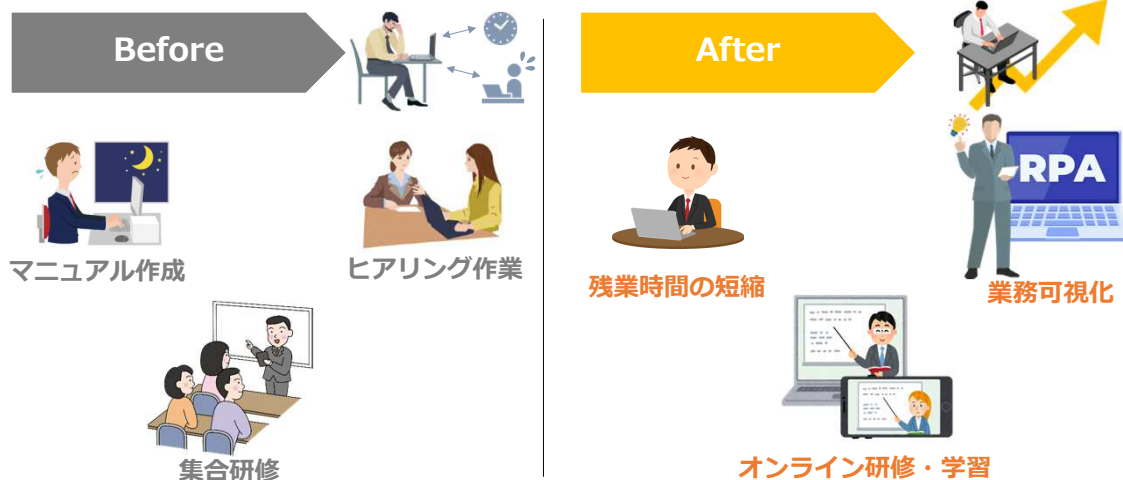 Before
マニュアル作成
ヒアリング作業
集合研修
After
RPA
残業時間の短縮
業務可視化
オンライン研修・学習